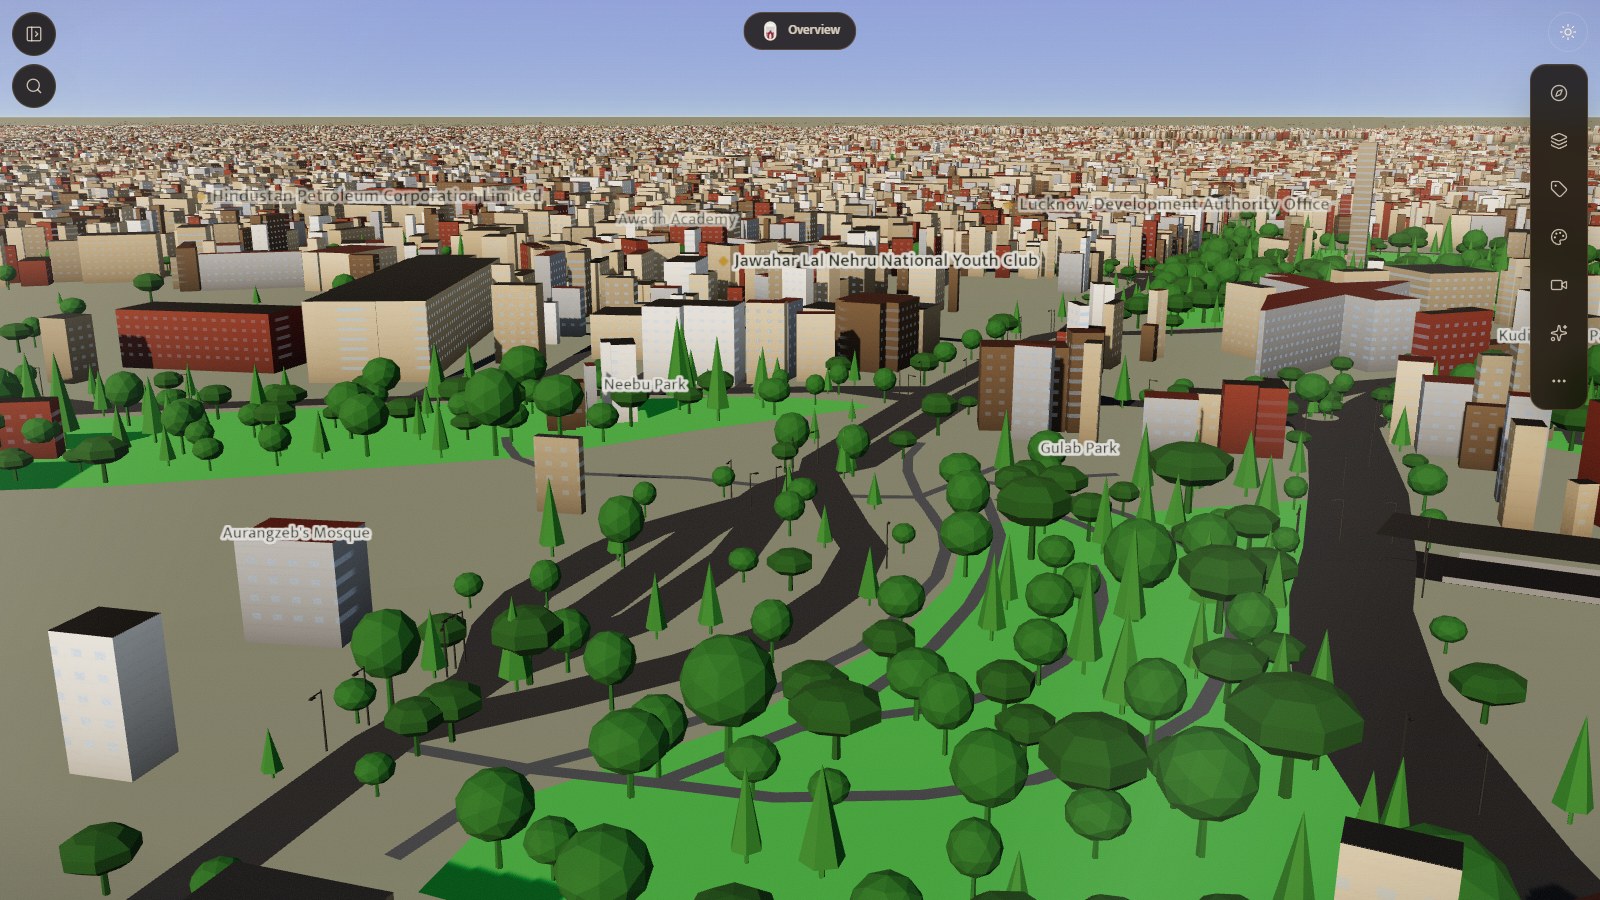 Overview
Hindustan Petroleum Corporation Limited
Awadh Academy
Lucknow Development Authority Office
Jawahar Lal Nehru National Youth Club
Neebu Park
Gulab Park
Aurangzeb's Mosque